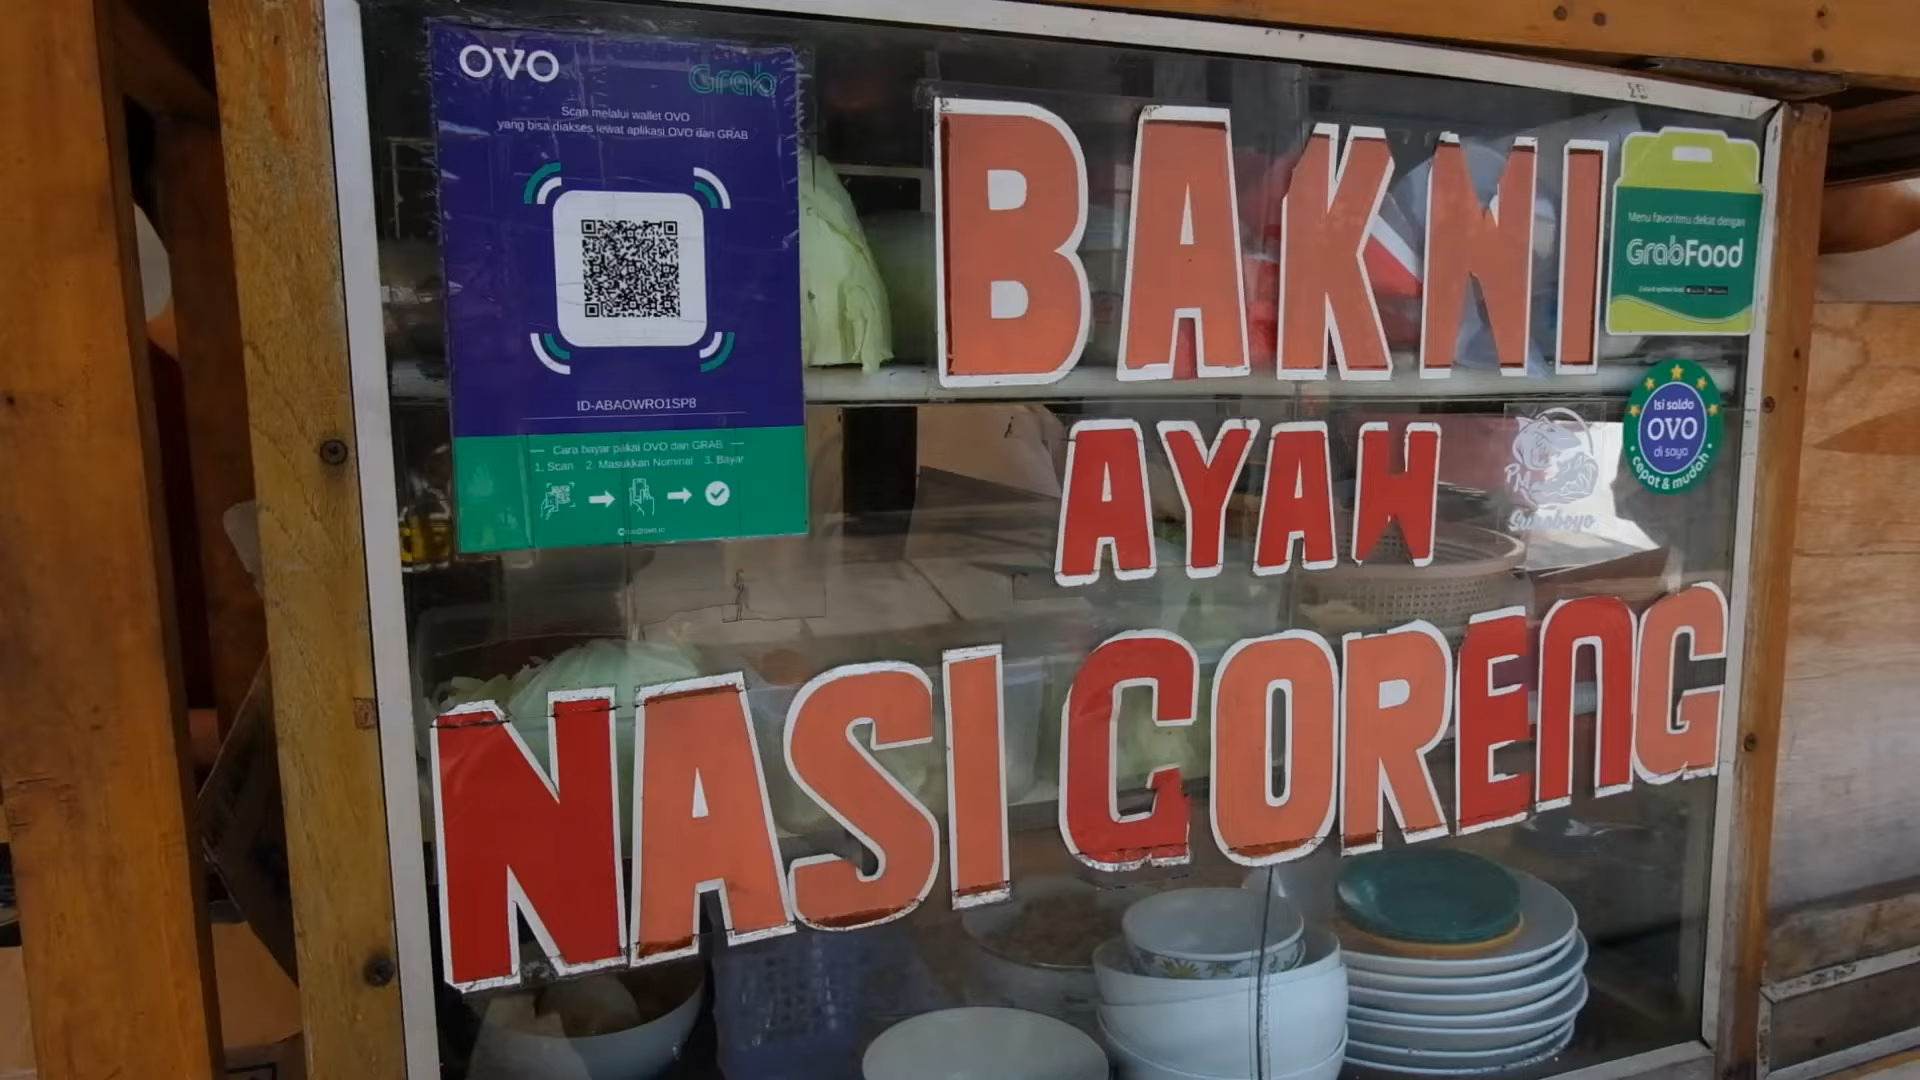 OVO
Grab
Scan melalui wallet OVO
yang bisa diakses lewat aplikasi OVO dan GRAB
ID-ABAOWRO1SP8
Cara bayar pakai OVO dan GRAB
1. Scan 2. Masukkan Nominal 3. Bayar
BAKMI
AYAM
NASI GORENG
Menu favoritmu dekat dengan
GrabFood
Isi saldo
OVO
di saya
cepat & mudah
Suroboyo